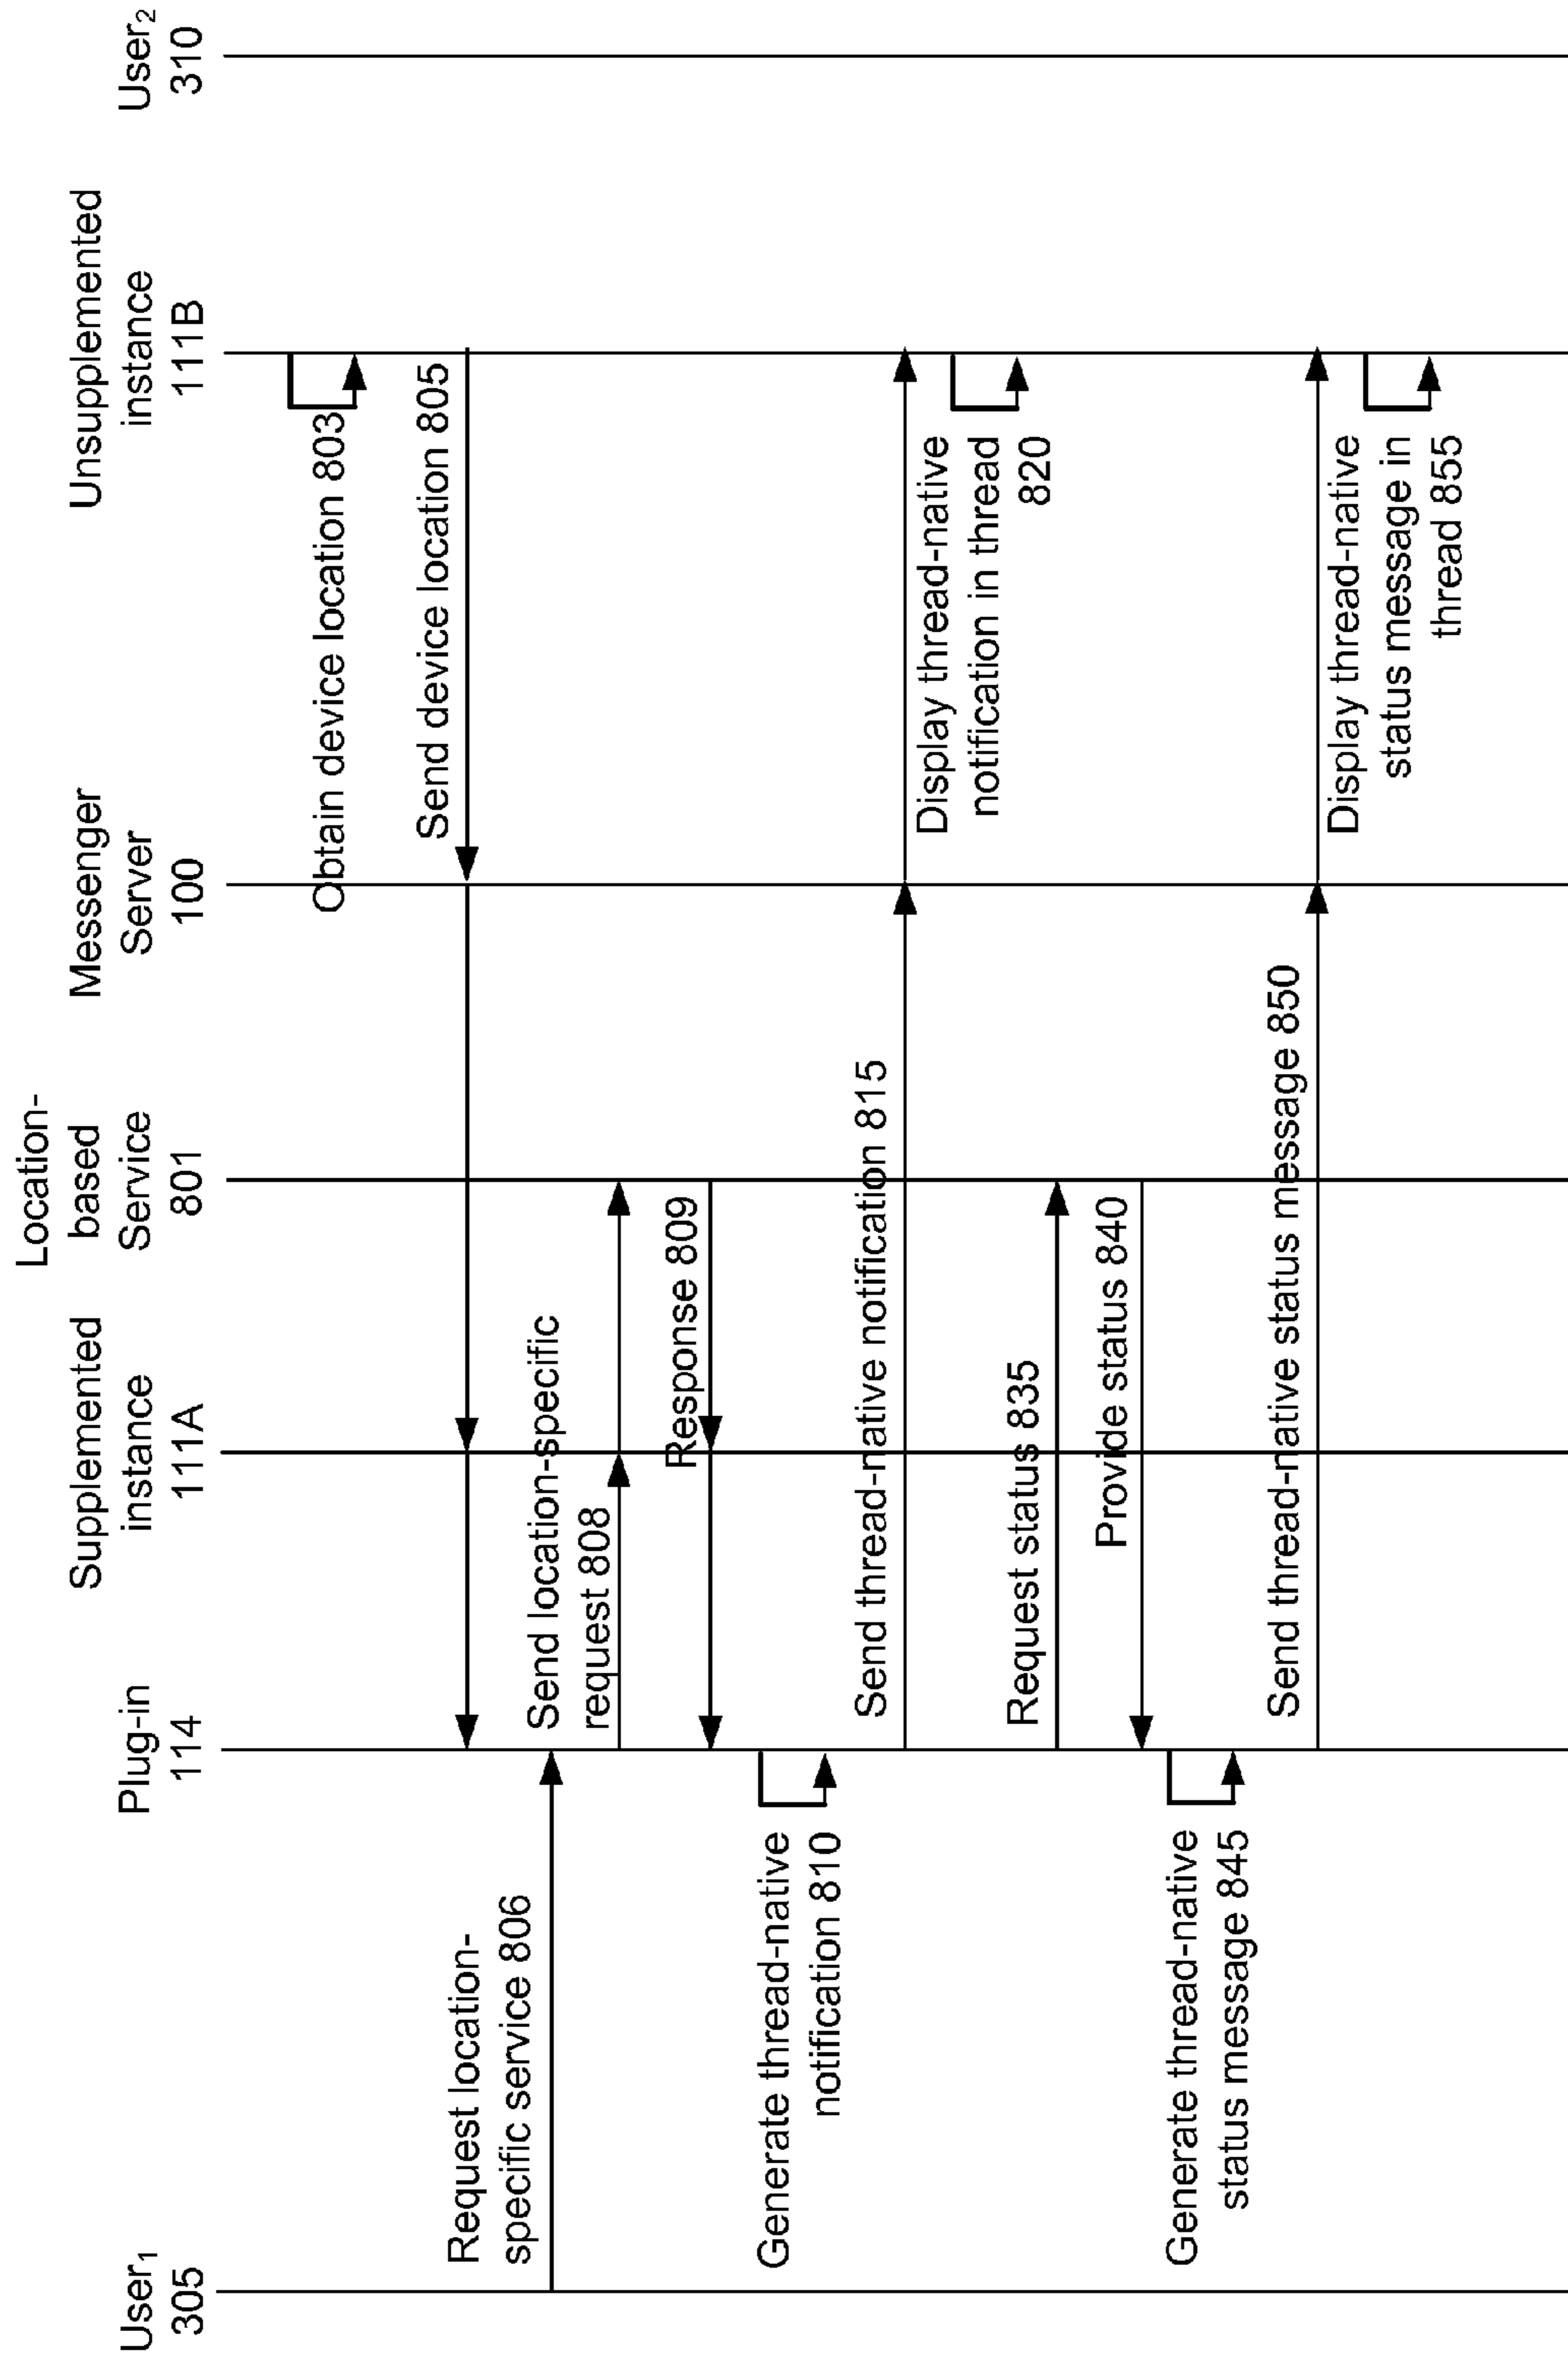 User₁
305
Plug-in
114
Supplemented
instance
111A
Location-
based
Service
801
Messenger
Server
100
Unsupplemented
instance
111B
User₂
310
Obtain device location 803
Send device location 805
Request location-
specific service 806
Send location-specific
request 808
Response 809
Generate thread-native
notification 810
Send thread-native notification 815
Display thread-native
notification in thread
820
Request status 835
Provide status 840
Generate thread-native
status message 845
Send thread-native status message 850
Display thread-native
status message in
thread 855